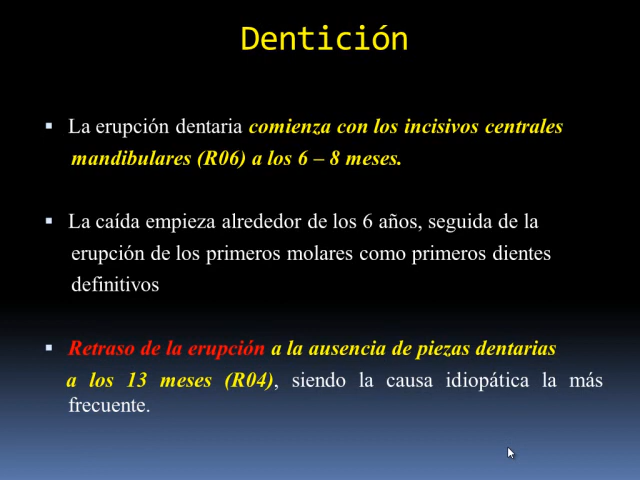 Dentición
▪ La erupción dentaria comienza con los incisivos centrales
mandibulares (R06) a los 6 – 8 meses.
▪ La caída empieza alrededor de los 6 años, seguida de la
erupción de los primeros molares como primeros dientes
definitivos
▪ Retraso de la erupción a la ausencia de piezas dentarias
a los 13 meses (R04), siendo la causa idiopática la más
frecuente.